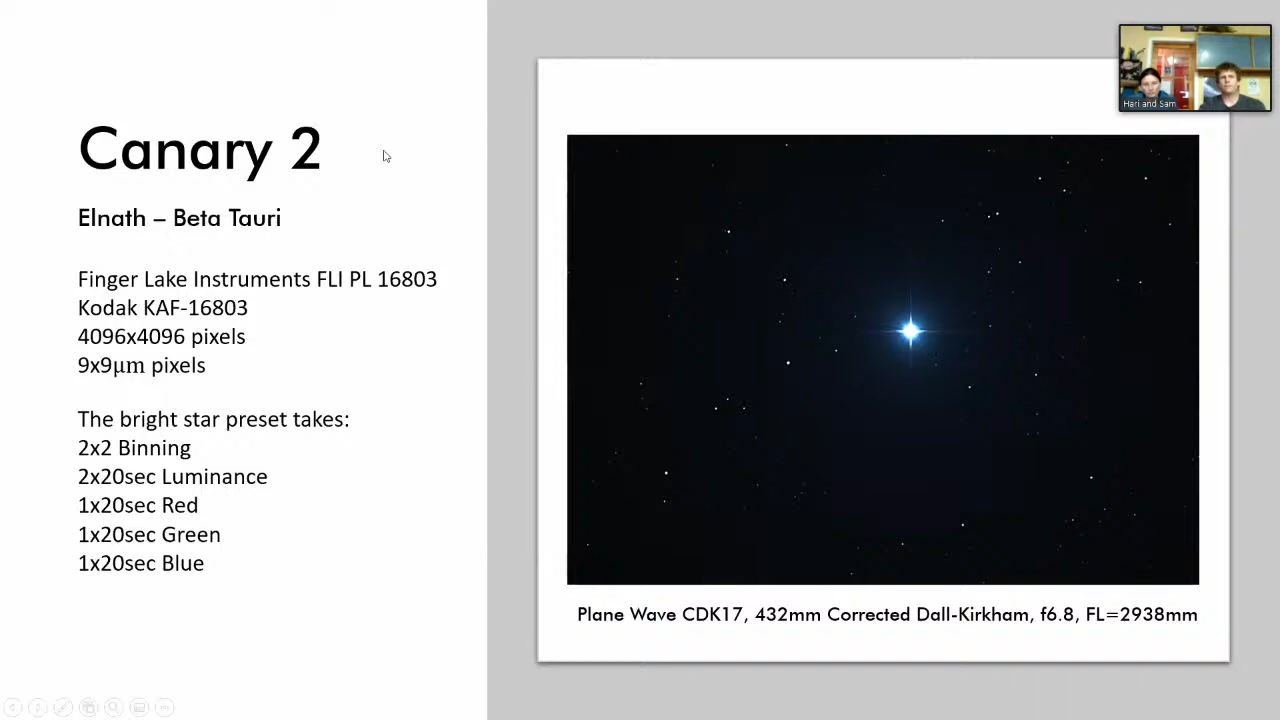 Canary 2
Elnath – Beta Tauri
Finger Lake Instruments FLI PL 16803
Kodak KAF-16803
4096x4096 pixels
9x9µm pixels
The bright star preset takes:
2x2 Binning
2x20sec Luminance
1x20sec Red
1x20sec Green
1x20sec Blue
Hari and Sam
Plane Wave CDK17, 432mm Corrected Dall-Kirkham, f6.8, FL=2938mm